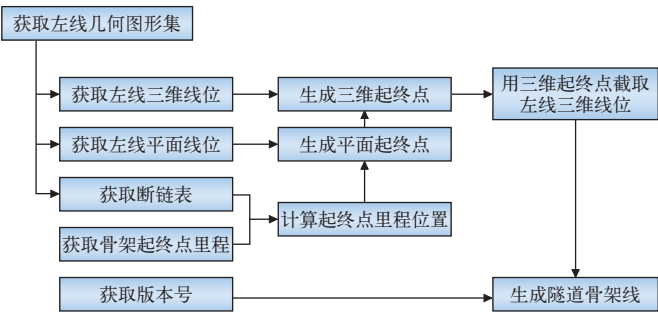 获取左线几何图形集
获取左线三维线位
生成三维起终点
用三维起终点截取
左线三维线位
获取左线平面线位
生成平面起终点
获取断链表
计算起终点里程位置
获取骨架起终点里程
获取版本号
生成隧道骨架线